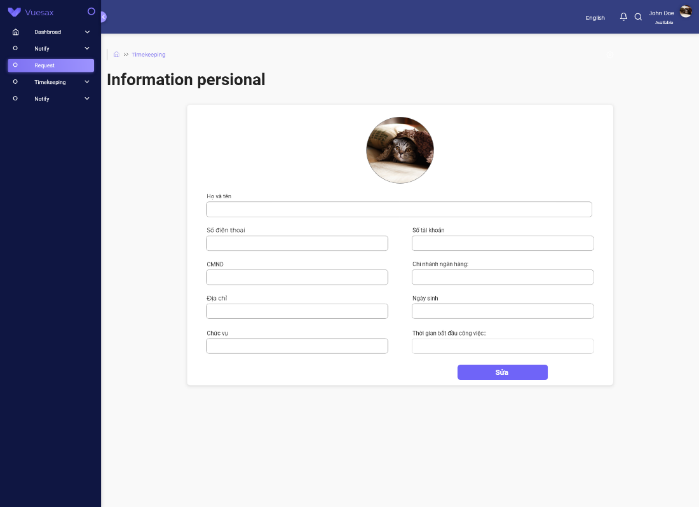 Vuesax
English
John Doe
Available
Dashbroad
Notify
Request
Timekeeping
Notify
>> Timekeeping
Information persional
Họ và tên
Số điện thoại
Số tài khoản
CMND
Chi nhánh ngân hàng:
Địa chỉ
Ngày sinh
Chức vụ
Thời gian bắt đầu công việc:
Sửa